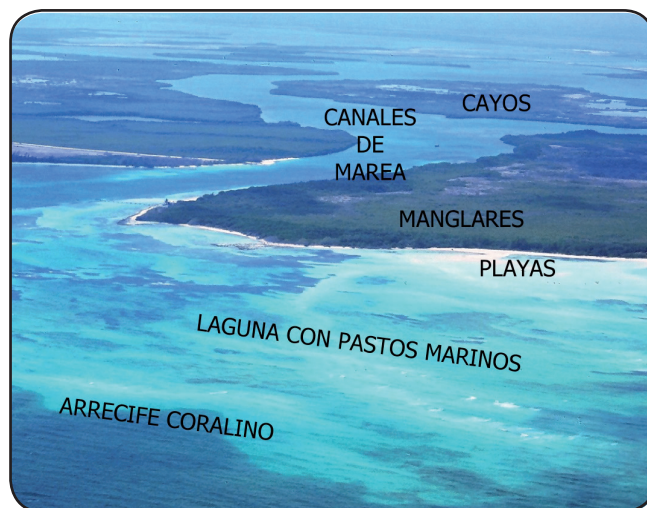 CAYOS
CANALES
DE
MAREA
MANGLARES
PLAYAS
LAGUNA CON PASTOS MARINOS
ARRECIFE CORALINO